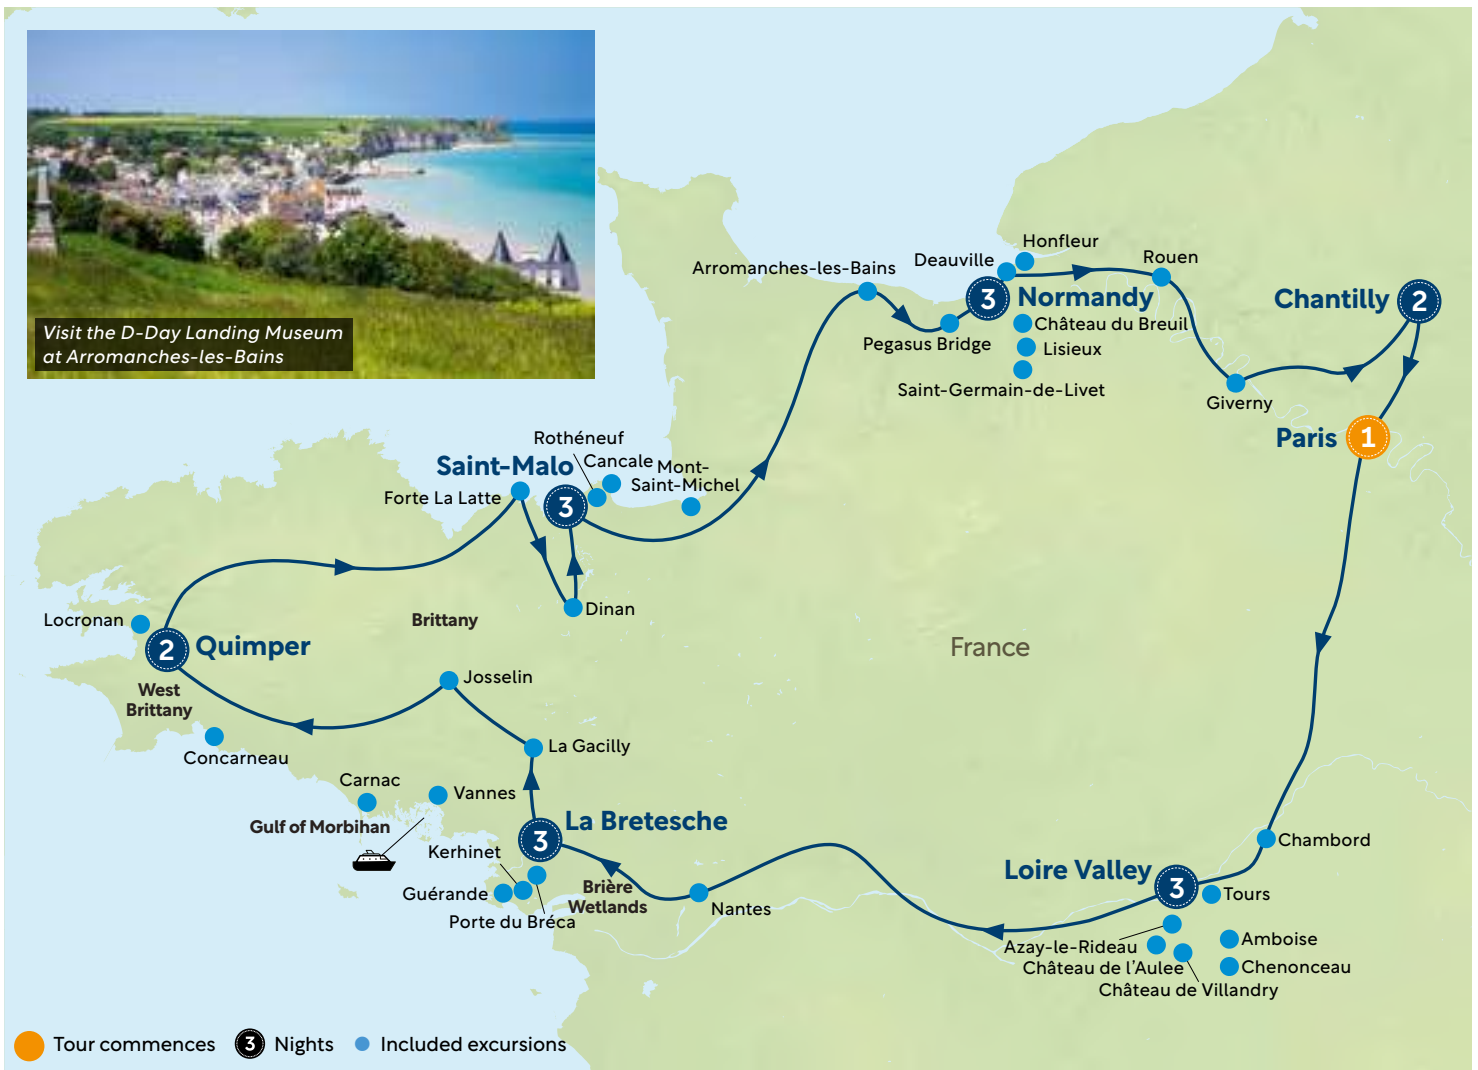 Visit the D-Day Landing Museum
at Arromanches-les-Bains
Honfleur
Deauville
Rouen
Arromanches-les-Bains
3
Normandy
Chantilly
2
Château du Breuil
Pegasus Bridge
Lisieux
Saint-Germain-de-Livet
Giverny
Paris
1
Rothéneuf
Saint-Malo
Cancale
Mont-
Saint-Michel
Forte La Latte
3
Dinan
Locronan
Brittany
2
Quimper
France
West
Brittany
Josselin
Concarneau
La Gacilly
Carnac
Vannes
Gulf of Morbihan
La Bretesche
3
Kerhinet
Guérande
Porte du Bréca
Brière
Wetlands
Nantes
Chambord
Loire Valley
3
Tours
Azay-le-Rideau
Amboise
Château de l'Aulee
Chenonceau
Château de Villandry
Tour commences
3
Nights
Included excursions